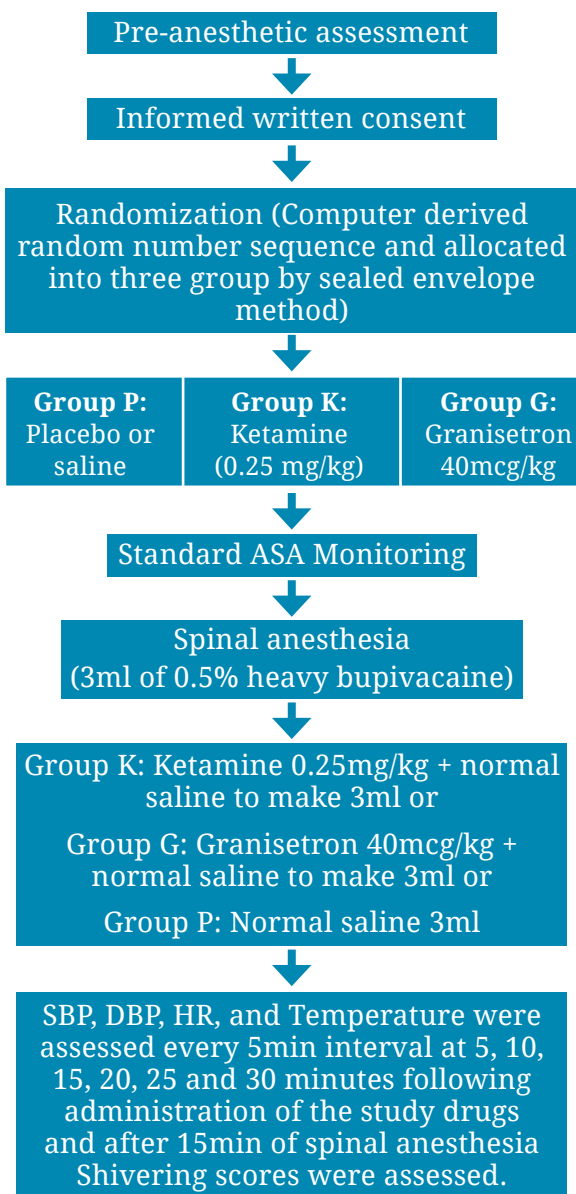 Pre-anesthetic assessment
Informed written consent
Randomization (Computer derived
random number sequence and allocated
into three group by sealed envelope
method)
Group P:
Placebo or
saline
Group K:
Ketamine
(0.25 mg/kg)
Group G:
Granisetron
40mcg/kg
Standard ASA Monitoring
Spinal anesthesia
(3ml of 0.5% heavy bupivacaine)
Group K: Ketamine 0.25mg/kg + normal
saline to make 3ml or
Group G: Granisetron 40mcg/kg +
normal saline to make 3ml or
Group P: Normal saline 3ml
SBP, DBP, HR, and Temperature were
assessed every 5min interval at 5, 10,
15, 20, 25 and 30 minutes following
administration of the study drugs
and after 15min of spinal anesthesia
Shivering scores were assessed.